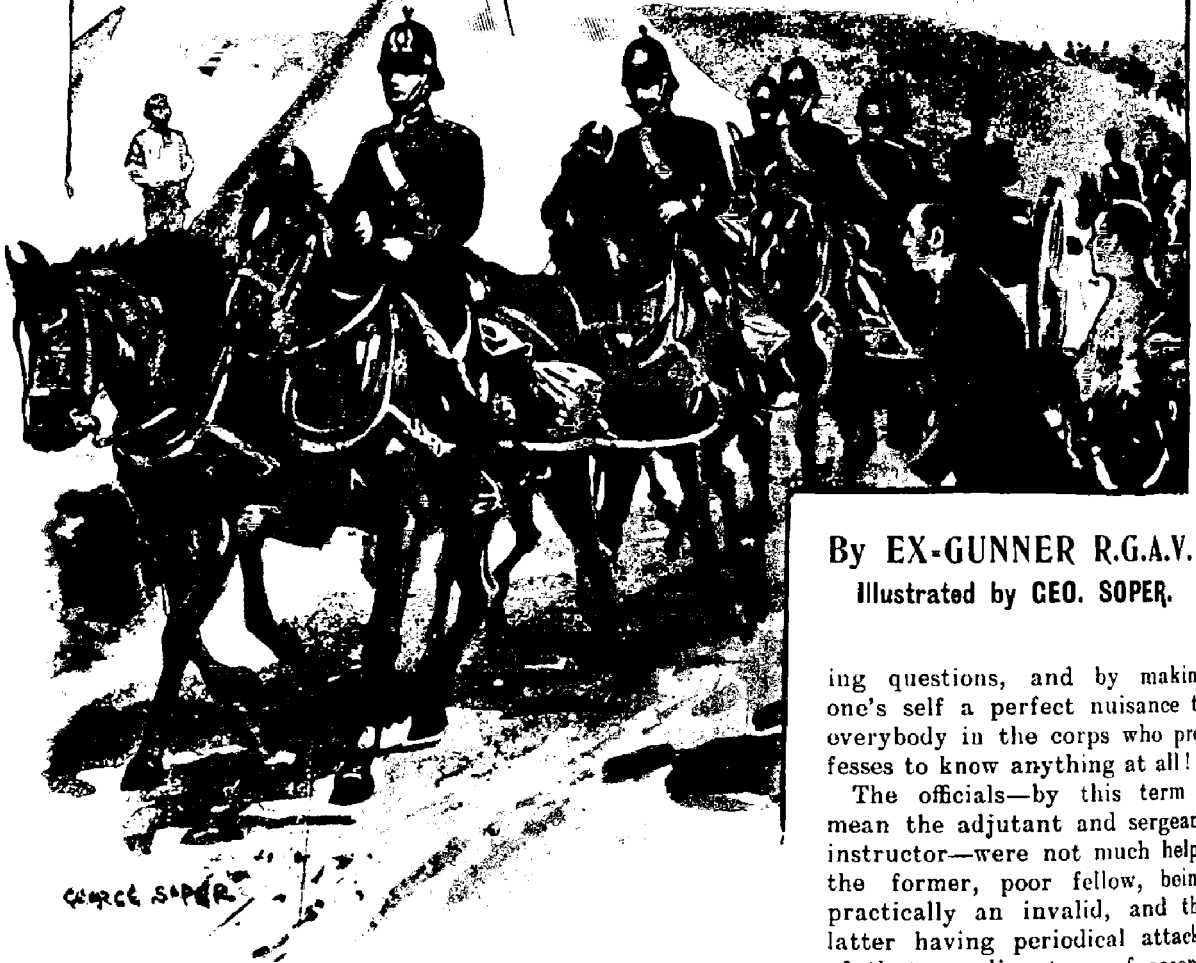 By EX-GUNNER R.G.A.V.
Illustrated by GEO. SOPER.
ing questions, and by makin
one's self a perfect nuisance t
everybody in the corps who pro
fesses to know anything at all!
The officials—by this term
mean the adjutant and sergean
instructor—were not much help
the former, poor fellow, bein
practically an invalid, and th
latter having periodical attack
GEORGE SOPER